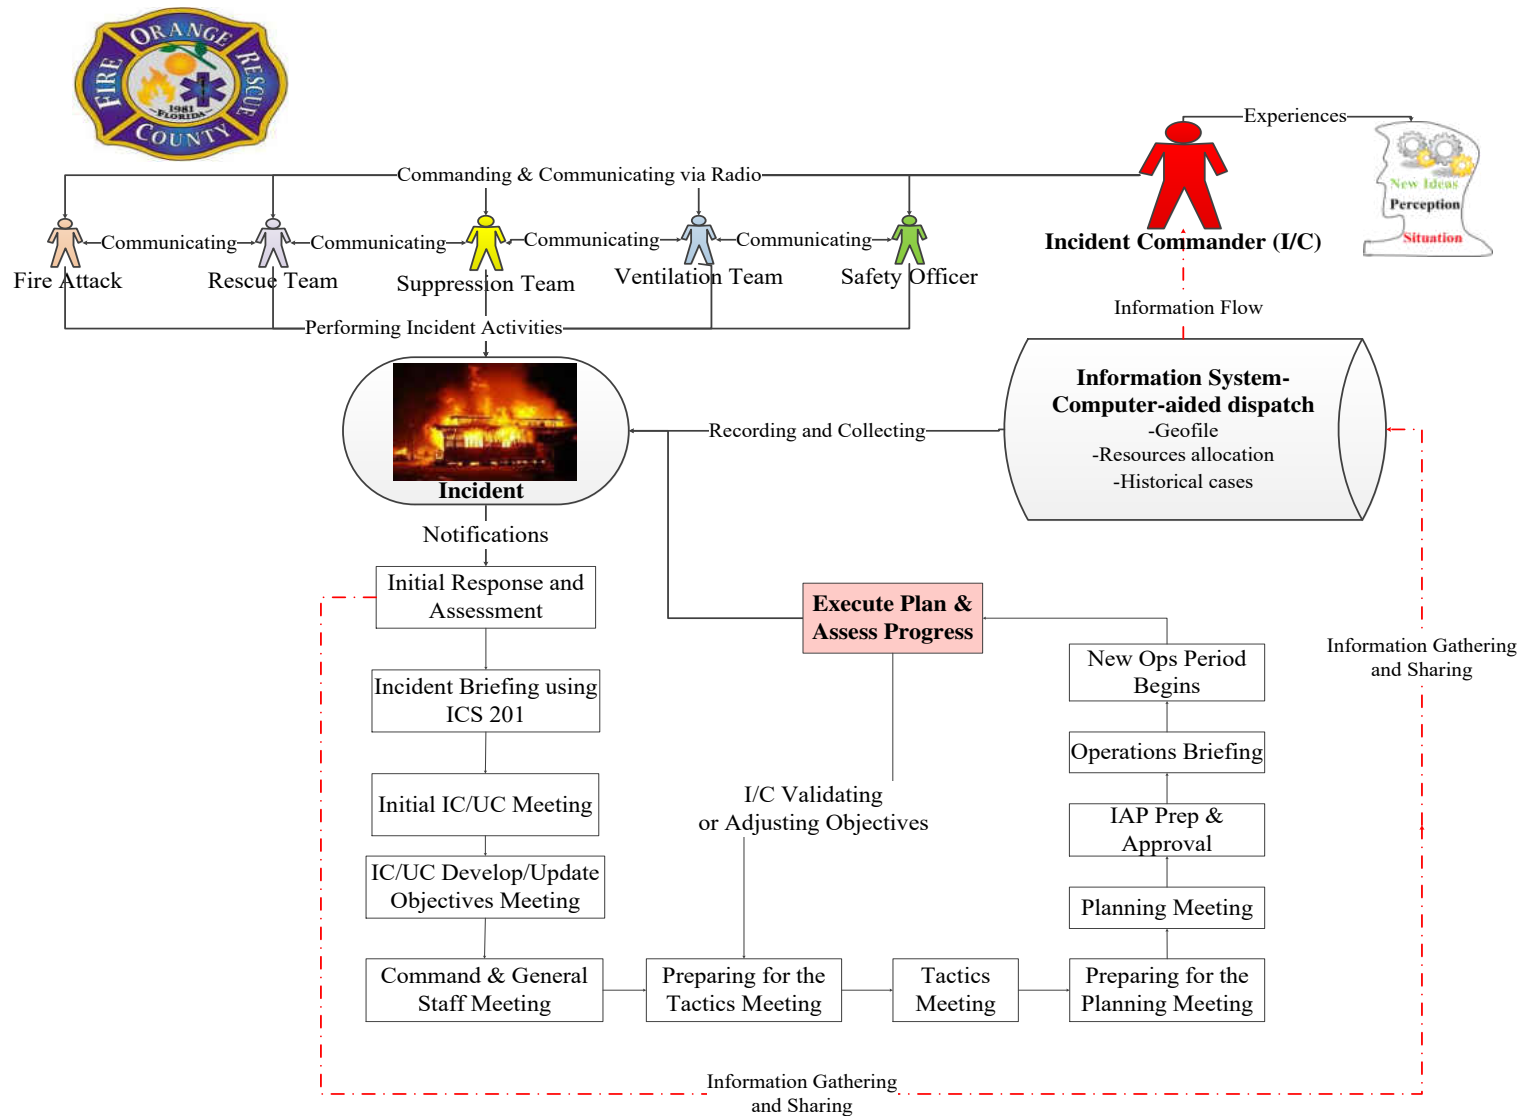 ORANGE
FIRE
RESCUE
1981
FLORIDA
COUNTY
Experiences
New Ideas
Perception
Situation
Commanding & Communicating via Radio
Communicating
Communicating
Communicating
Communicating
Incident Commander (I/C)
Fire Attack
Rescue Team
Suppression Team
Ventilation Team
Safety Officer
Information Flow
Performing Incident Activities
Information System-
Computer-aided dispatch
-Geofile
-Resources allocation
-Historical cases
Recording and Collecting
Incident
Notifications
Initial Response and
Assessment
Execute Plan &
Assess Progress
Information Gathering
and Sharing
New Ops Period
Begins
Incident Briefing using
ICS 201
Operations Briefing
Initial IC/UC Meeting
I/C Validating
or Adjusting Objectives
IAP Prep &
Approval
IC/UC Develop/Update
Objectives Meeting
Planning Meeting
Command & General
Staff Meeting
Preparing for the
Tactics Meeting
Tactics
Meeting
Preparing for the
Planning Meeting
Information Gathering
and Sharing